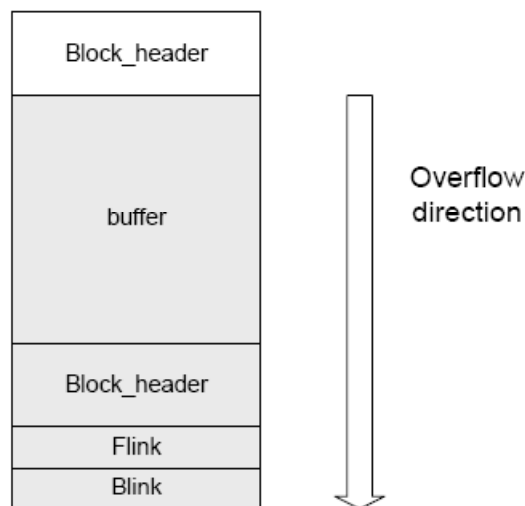 Block_header
buffer
Overflow
direction
Block_header
Flink
Blink